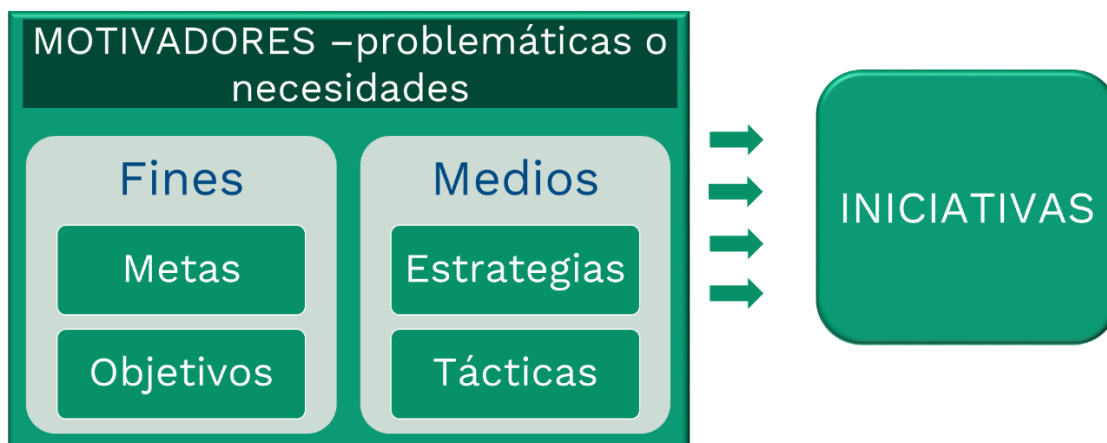 MOTIVADORES –problemáticas o
necesidades
Fines
Metas
Objetivos
Medios
Estrategias
Tácticas
INICIATIVAS